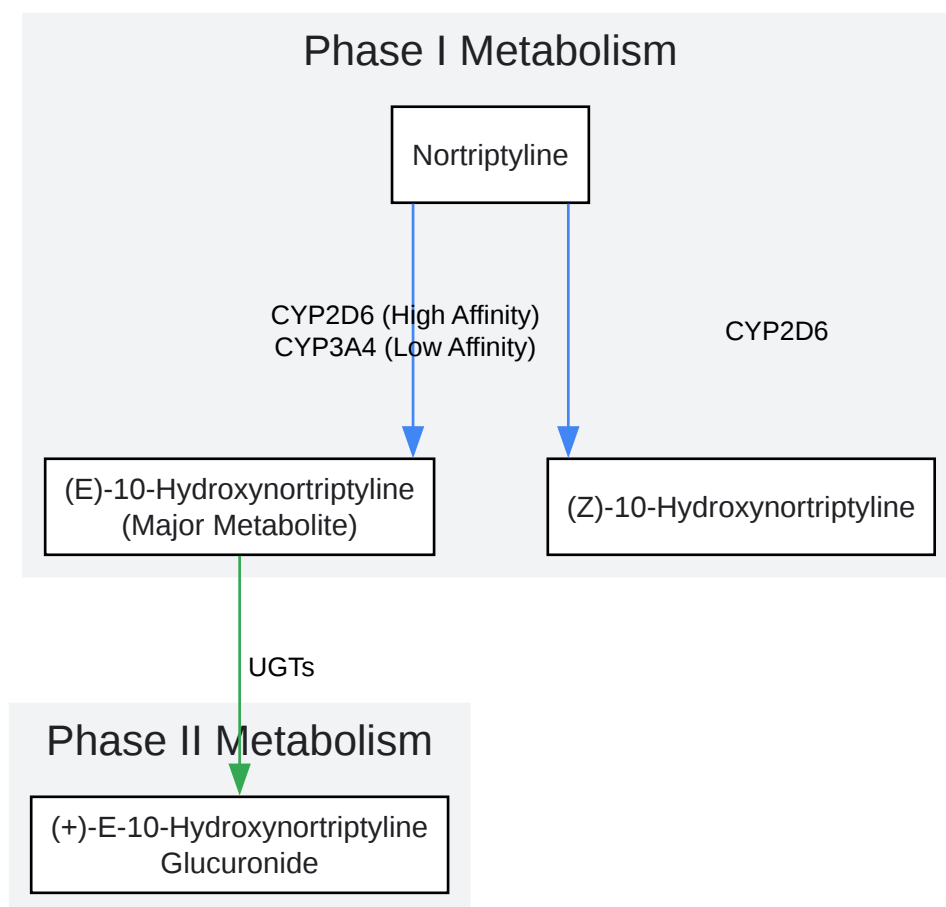 Phase I Metabolism
Nortriptyline
CYP2D6 (High Affinity)
CYP3A4 (Low Affinity)
CYP2D6
(E)-10-Hydroxynortriptyline
(Major Metabolite)
(Z)-10-Hydroxynortriptyline
UGTs
Phase II Metabolism
(+)-E-10-Hydroxynortriptyline
Glucuronide